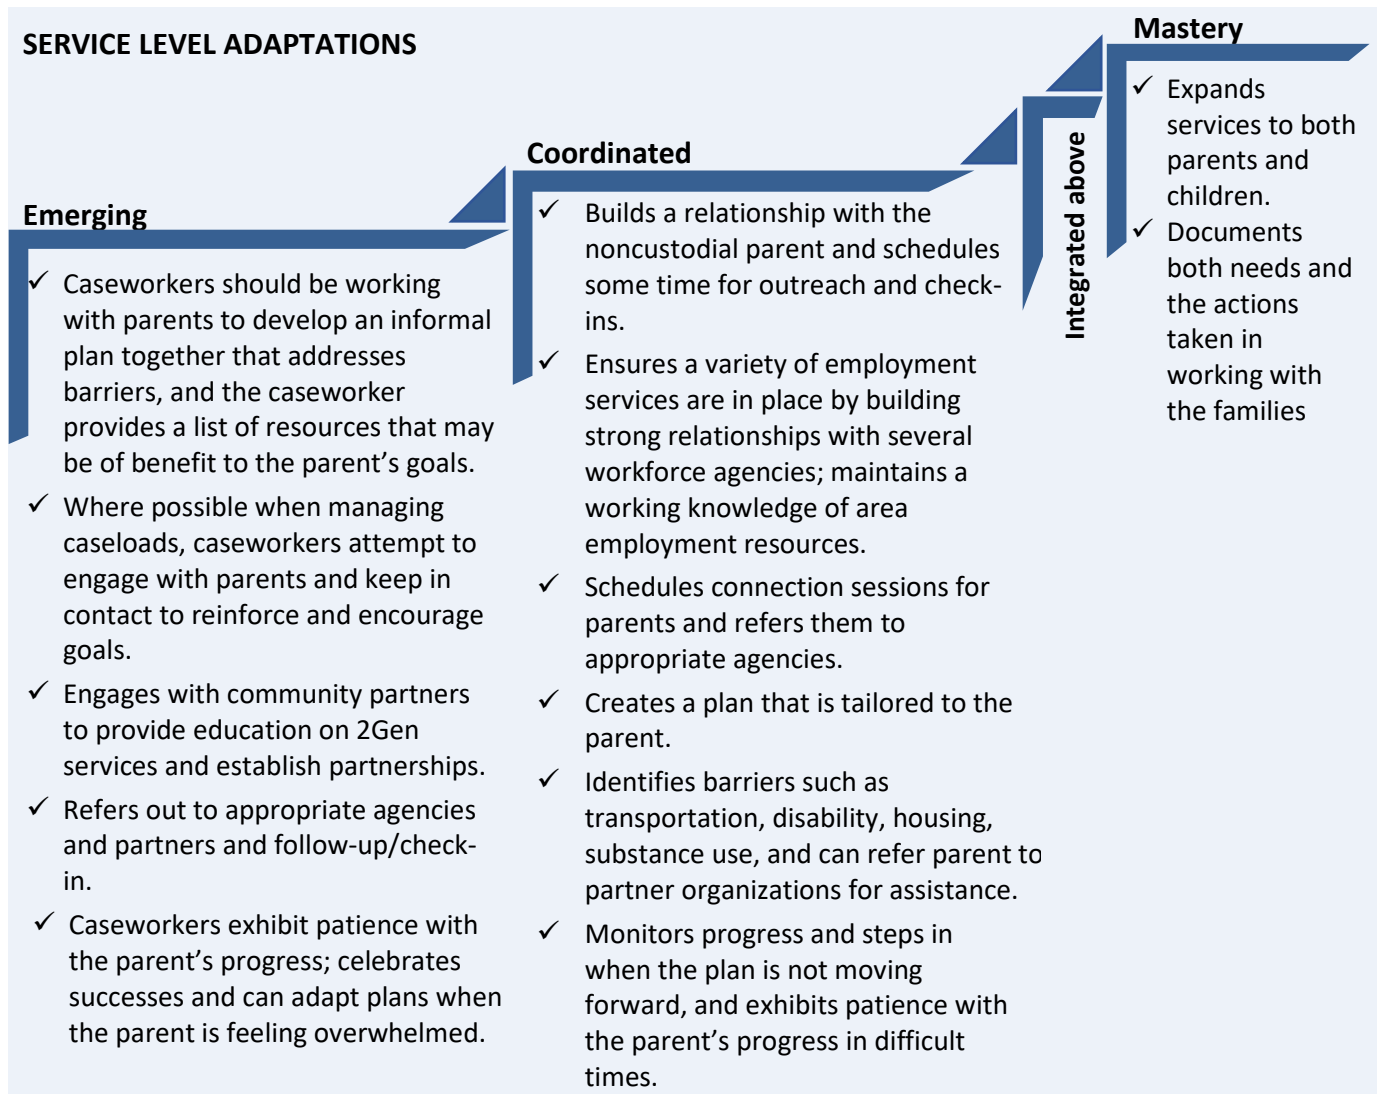 SERVICE LEVEL ADAPTATIONS
Emerging
✓ Caseworkers should be working
with parents to develop an informal
plan together that addresses
barriers, and the caseworker
provides a list of resources that may
be of benefit to the parent’s goals.
✓ Where possible when managing
caseloads, caseworkers attempt to
engage with parents and keep in
contact to reinforce and encourage
goals.
✓ Engages with community partners
to provide education on 2Gen
services and establish partnerships.
✓ Refers out to appropriate agencies
and partners and follow-up/check-
in.
✓ Caseworkers exhibit patience with
the parent’s progress; celebrates
successes and can adapt plans when
the parent is feeling overwhelmed.
Coordinated
✓ Builds a relationship with the
noncustodial parent and schedules
some time for outreach and check-
ins.
✓ Ensures a variety of employment
services are in place by building
strong relationships with several
workforce agencies; maintains a
working knowledge of area
employment resources.
✓ Schedules connection sessions for
parents and refers them to
appropriate agencies.
✓ Creates a plan that is tailored to the
parent.
✓ Identifies barriers such as
transportation, disability, housing,
substance use, and can refer parent to
partner organizations for assistance.
✓ Monitors progress and steps in
when the plan is not moving
forward, and exhibits patience with
the parent’s progress in difficult
times.
Integrated above
Mastery
✓ Expands
services to both
parents and
children.
✓ Documents
both needs and
the actions
taken in
working with
the families